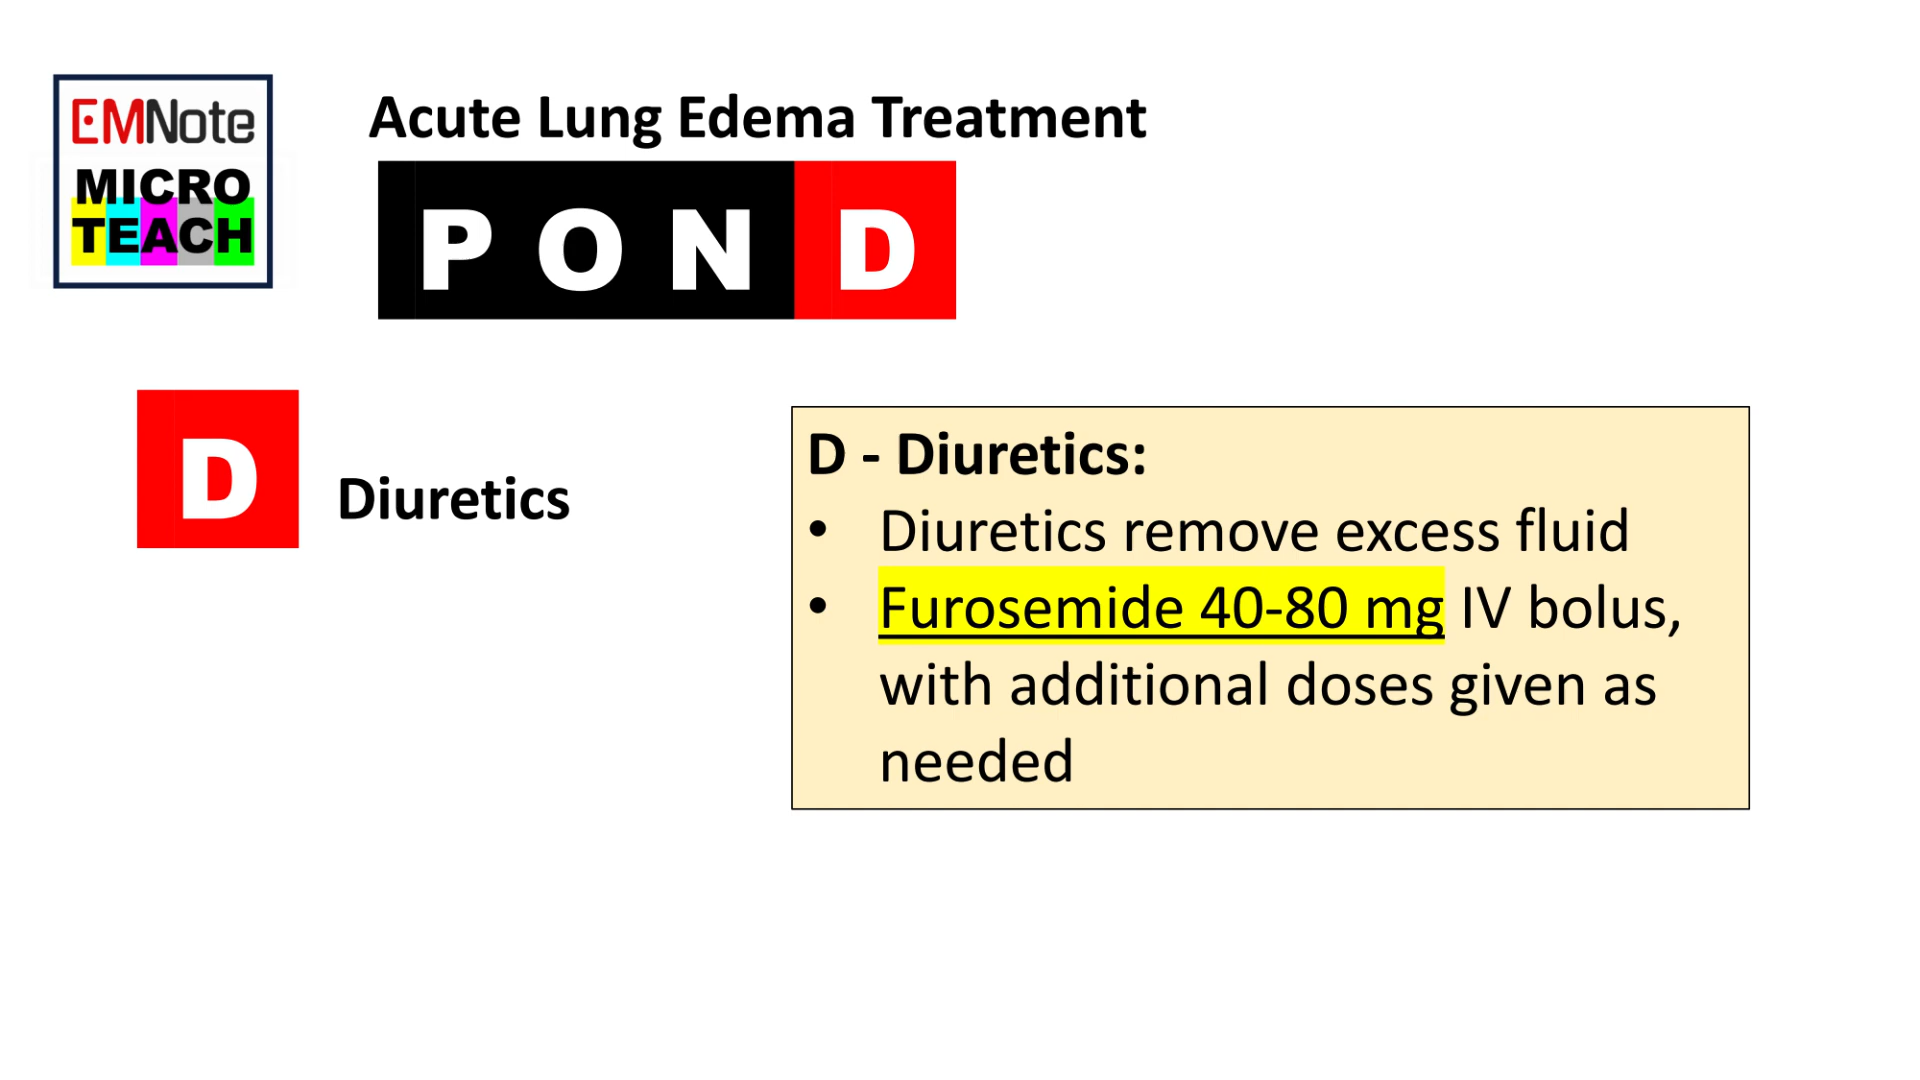 EMNote
MICRO
TEACH
Acute Lung Edema Treatment
P O N D
D
Diuretics
D - Diuretics:
• Diuretics remove excess fluid
• Furosemide 40-80 mg IV bolus,
with additional doses given as
needed